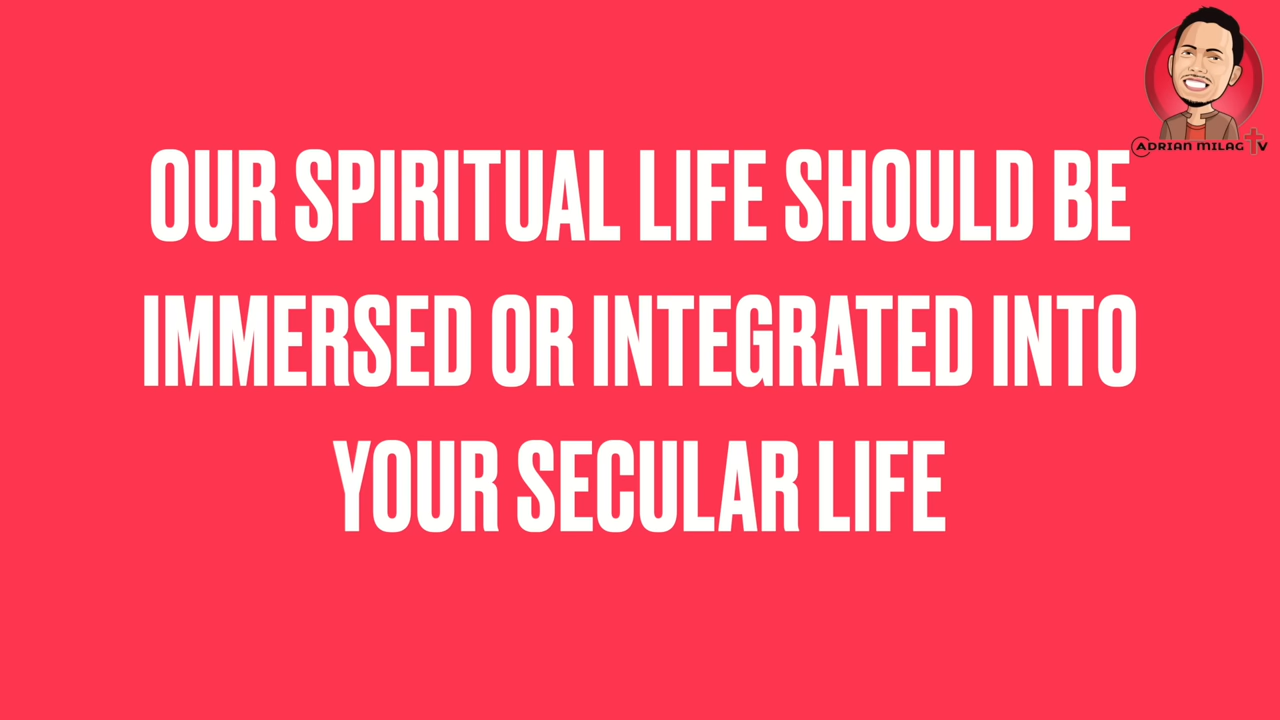 ADRIAN MILAG TV
OUR SPIRITUAL LIFE SHOULD BE
IMMERSED OR INTEGRATED INTO
YOUR SECULAR LIFE